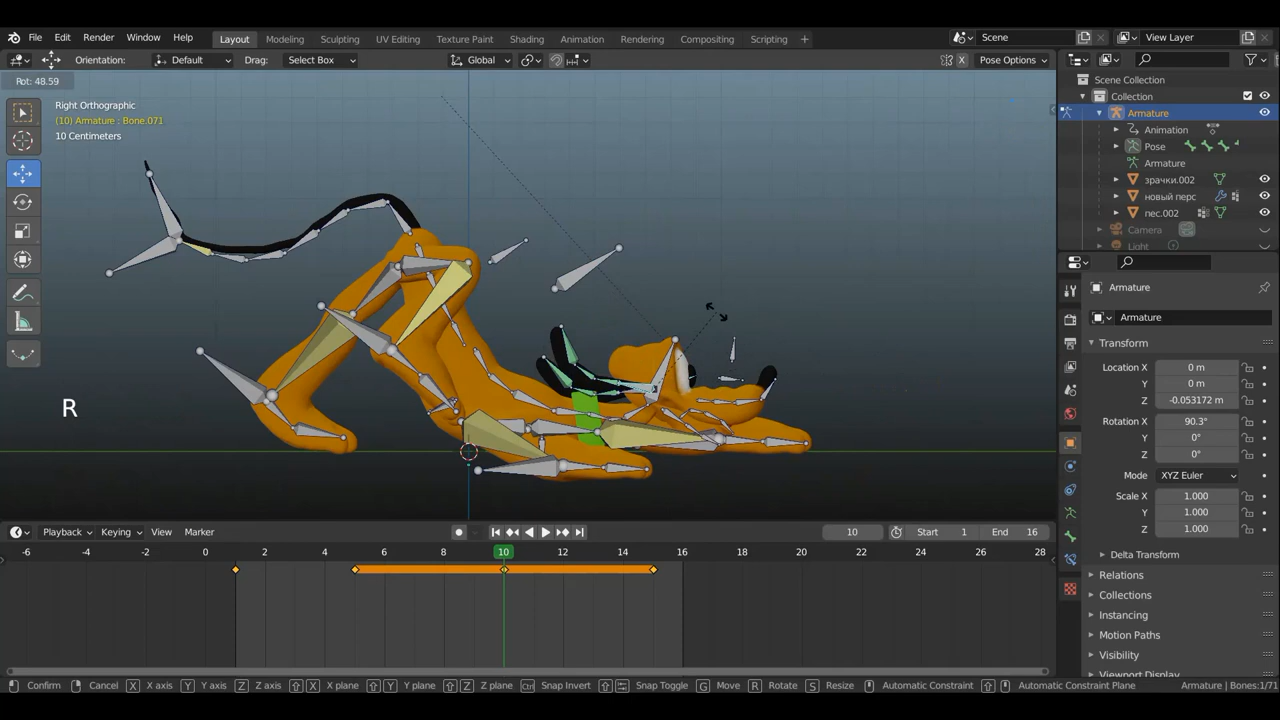 File Edit Render Window Help Layout Modeling Sculpting UV Editing Texture Paint Shading Animation Rendering Compositing Scripting + Scene View Layer
Orientation: Default Drag: Select Box Global X Pose Options
Rot: 48.59
Right Orthographic
(10) Armature : Bone.071
10 Centimeters
R
Scene Collection
Collection
Armature
Animation
Pose
Armature
зрачки.002
новый перс
пес.002
Camera
Light
Armature
Armature
Transform
Location X 0 m
Y 0 m
Z -0.053172 m
Rotation X 90.3°
Y 0°
Z 0°
Mode XYZ Euler
Scale X 1.000
Y 1.000
Z 1.000
Delta Transform
Relations
Collections
Instancing
Motion Paths
Visibility
Viewport Display
Playback Keying View Marker 10 Start 1 End 16
-6 -4 -2 0 2 4 6 8 10 12 14 16 18 20 22 24 26 28
Confirm Cancel X X axis Y Y axis Z Z axis X X plane Y Y plane Z Z plane Ctrl Snap Invert Snap Toggle G Move R Rotate S Resize Automatic Constraint Automatic Constraint Plane Armature | Bones:1/71